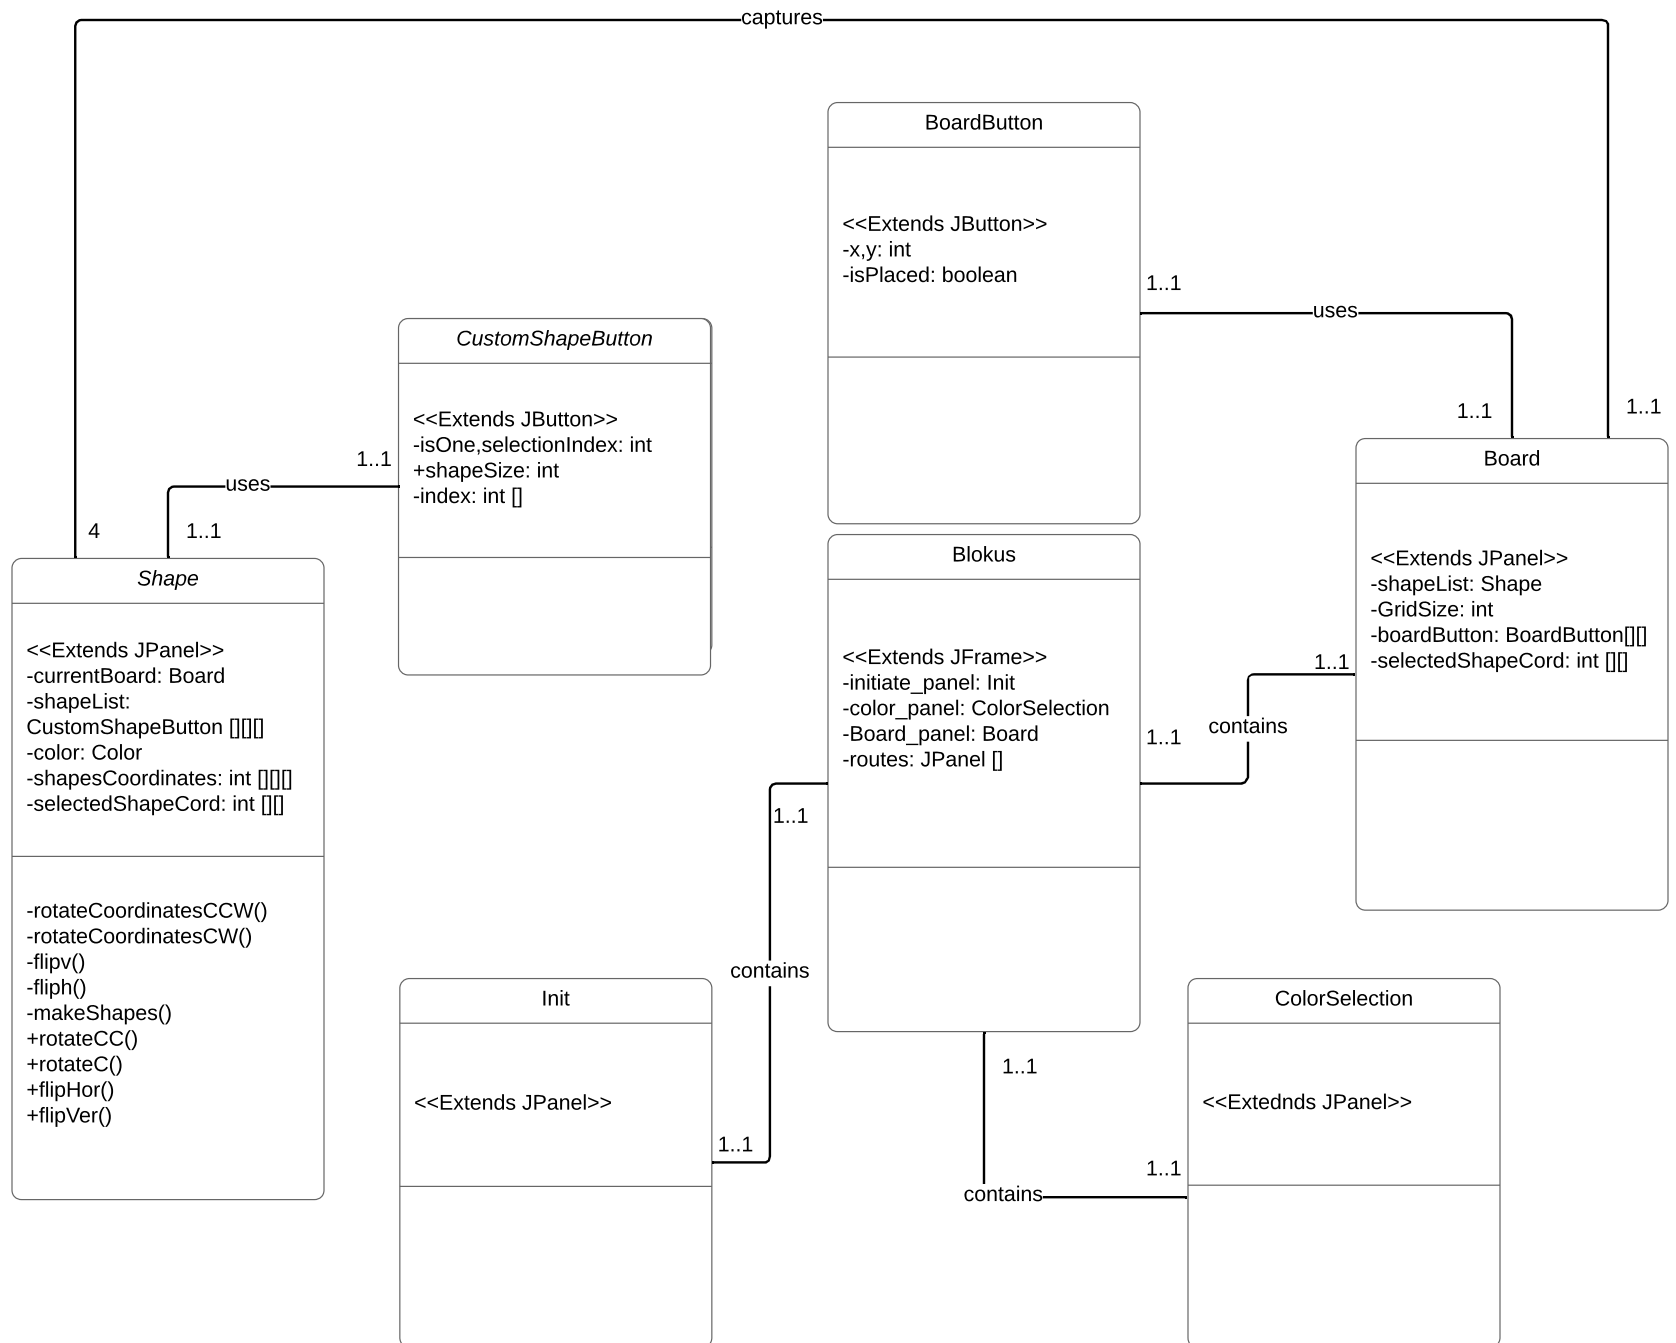 captures
BoardButton
<<Extends JButton>>
-x,y: int
-isPlaced: boolean
1..1
uses
1..1
1..1
CustomShapeButton
<<Extends JButton>>
-isOne,selectionIndex: int
+shapeSize: int
-index: int []
1..1
uses
4
1..1
Shape
<<Extends JPanel>>
-currentBoard: Board
-shapeList:
CustomShapeButton [][][]
-color: Color
-shapesCoordinates: int [][][]
-selectedShapeCord: int [][]
-rotateCoordinatesCCW()
-rotateCoordinatesCW()
-flipv()
-fliph()
-makeShapes()
+rotateCC()
+rotateC()
+flipHor()
+flipVer()
Blokus
<<Extends JFrame>>
-initiate_panel: Init
-color_panel: ColorSelection
-Board_panel: Board
-routes: JPanel []
Board
<<Extends JPanel>>
-shapeList: Shape
-GridSize: int
-boardButton: BoardButton[][]
-selectedShapeCord: int [][]
1..1
contains
1..1
1..1
contains
1..1
Init
<<Extends JPanel>>
1..1
contains
1..1
ColorSelection
<<Extednds JPanel>>